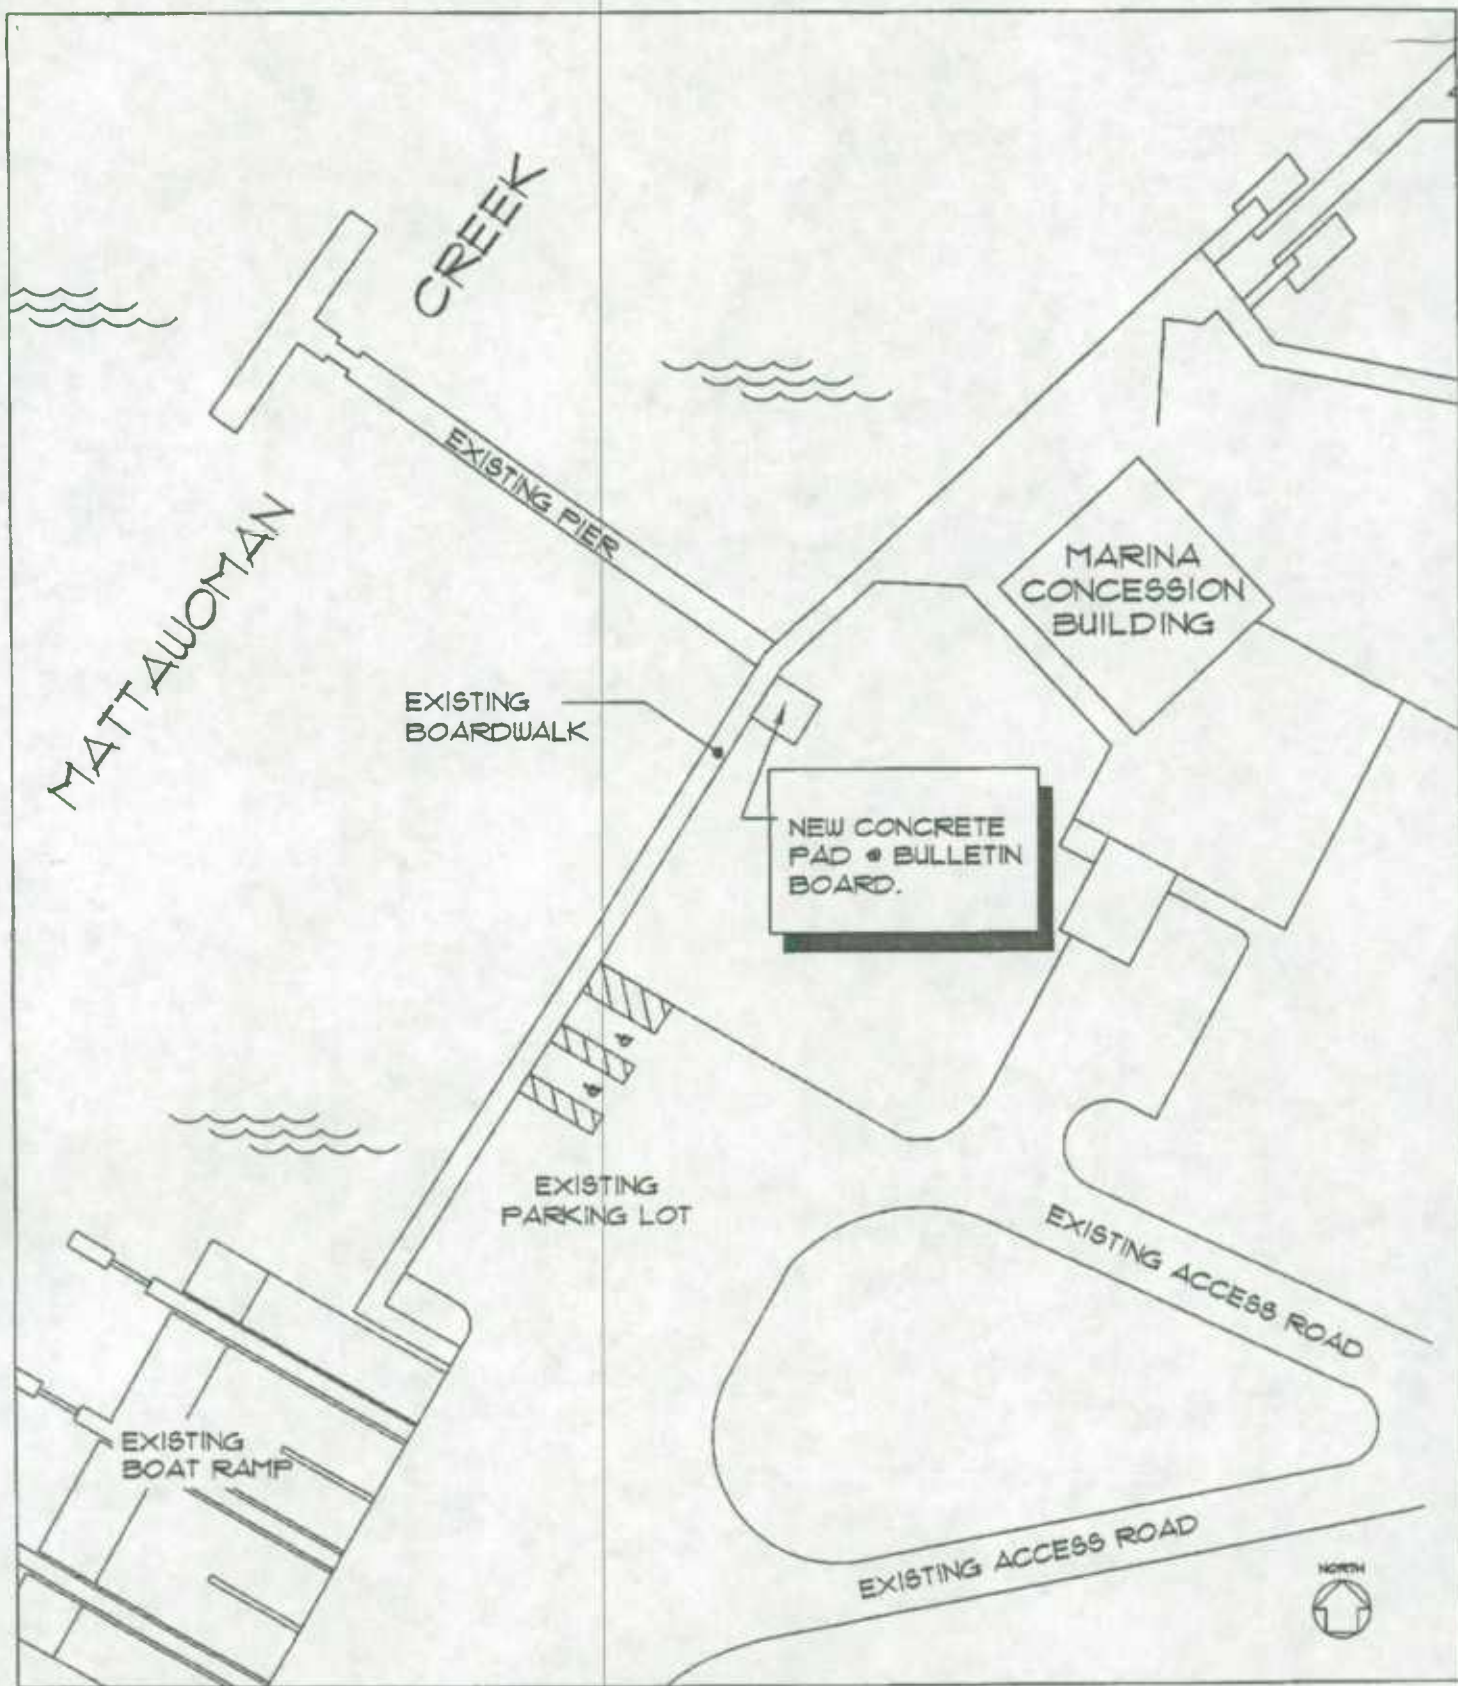 CREEK
MATTAWOMAN
EXISTING PIER
MARINA
CONCESSION
BUILDING
EXISTING
BOARDWALK
NEW CONCRETE
PAD & BULLETIN
BOARD.
EXISTING
PARKING LOT
EXISTING ACCESS ROAD
EXISTING
BOAT RAMP
EXISTING ACCESS ROAD
NORTH